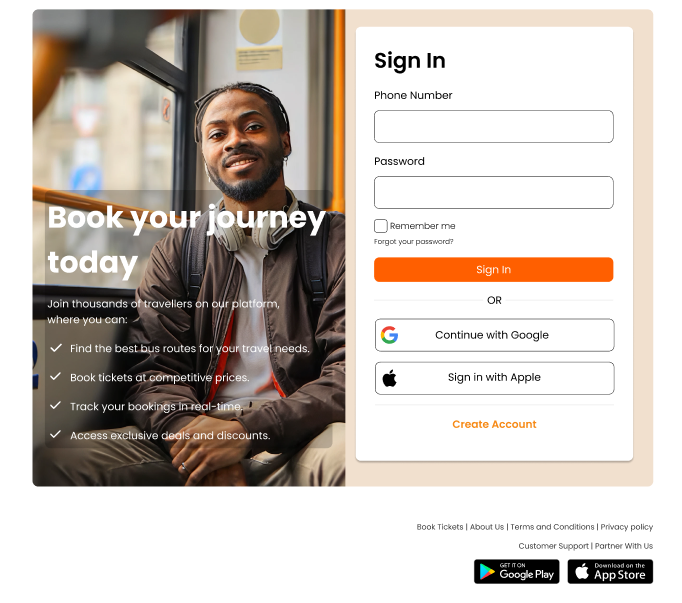 Book your journey
today
Join thousands of travellers on our platform,
where you can:
Find the best bus routes for your travel needs.
Book tickets at competitive prices.
Track your bookings in real-time.
Access exclusive deals and discounts.
Sign In
Phone Number
Password
Remember me
Forgot your password?
Sign In
OR
Continue with Google
Sign in with Apple
Create Account
Book Tickets | About Us | Terms and Conditions | Privacy policy
Customer Support | Partner With Us
GET IT ON
Google Play
Download on the
App Store